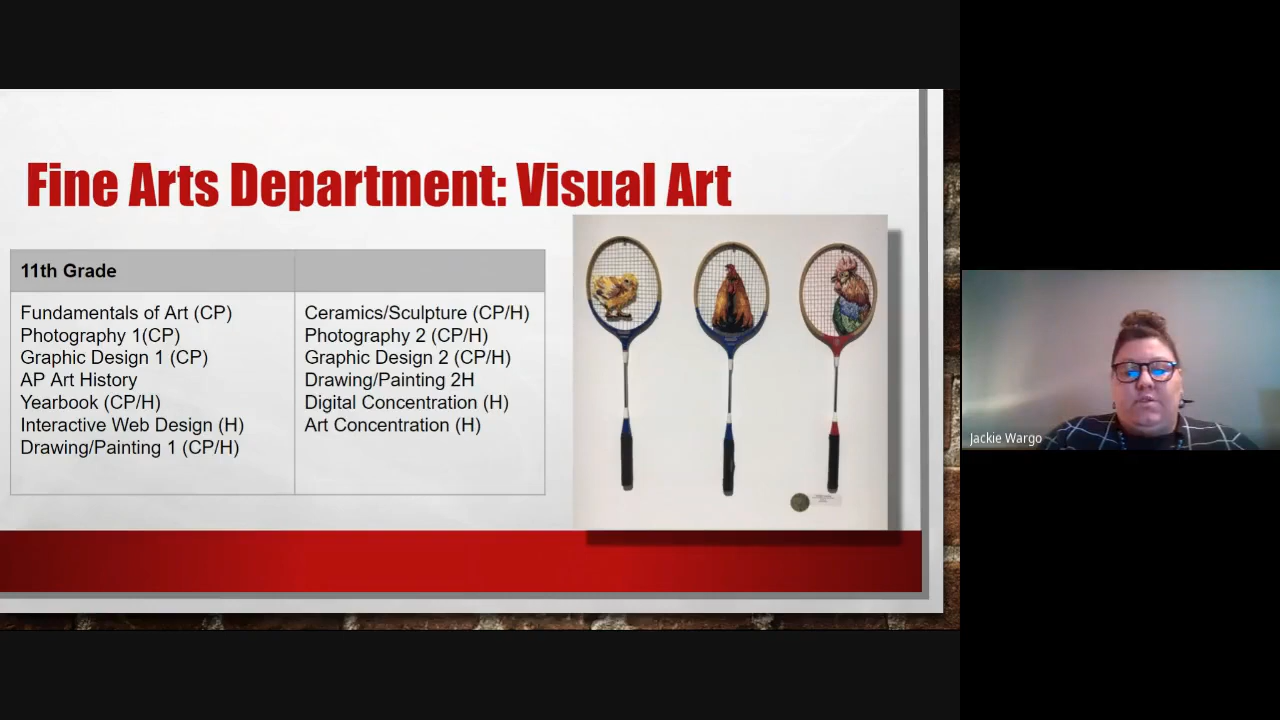 Fine Arts Department: Visual Art
11th Grade
Fundamentals of Art (CP)
Photography 1(CP)
Graphic Design 1 (CP)
AP Art History
Yearbook (CP/H)
Interactive Web Design (H)
Drawing/Painting 1 (CP/H)
Ceramics/Sculpture (CP/H)
Photography 2 (CP/H)
Graphic Design 2 (CP/H)
Drawing/Painting 2H
Digital Concentration (H)
Art Concentration (H)
Jackie Wargo